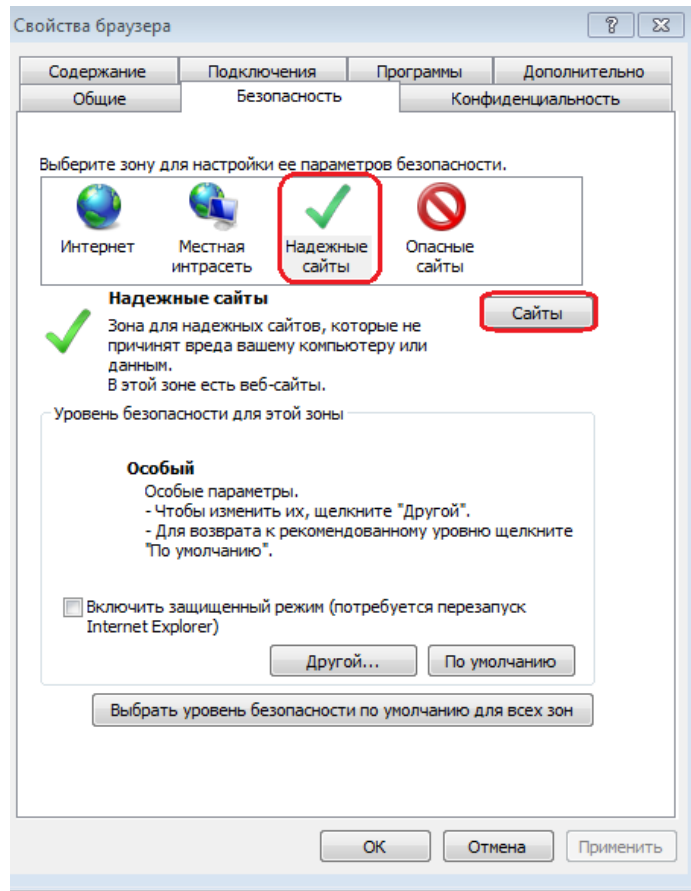 Свойства браузера
Содержание Подключения Программы Дополнительно
Общие Безопасность Конфиденциальность
Выберите зону для настройки ее параметров безопасности.
Интернет Местная интрасеть Надежные сайты Опасные сайты
Надежные сайты
Сайты
Зона для надежных сайтов, которые не
причинят вреда вашему компьютеру или
данным.
В этой зоне есть веб-сайты.
Уровень безопасности для этой зоны
Особый
Особые параметры.
- Чтобы изменить их, щелкните "Другой".
- Для возврата к рекомендованному уровню щелкните
"По умолчанию".
Включить защищенный режим (потребуется перезапуск
Internet Explorer)
Другой... По умолчанию
Выбрать уровень безопасности по умолчанию для всех зон
ОК Отмена Применить